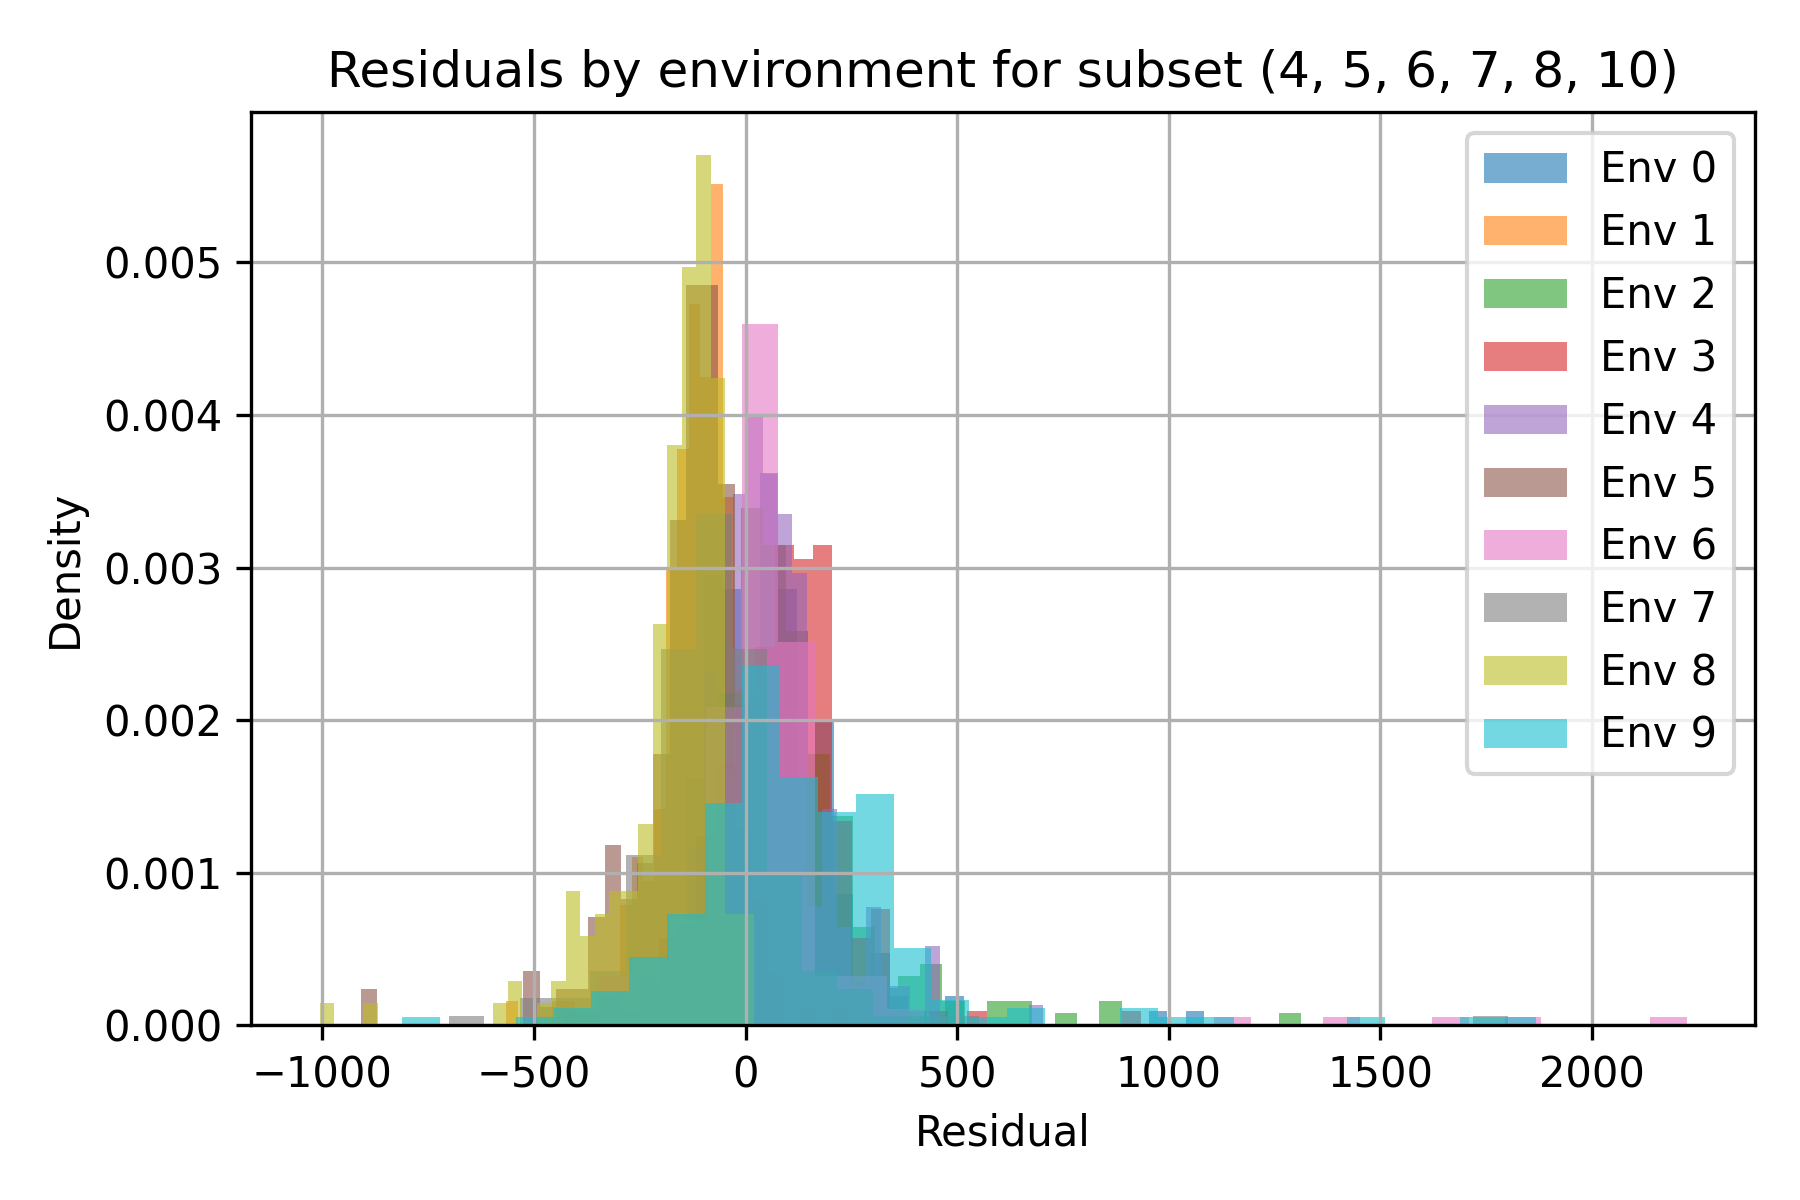 Residuals by environment for subset (4, 5, 6, 7, 8, 10)
Env 0
Env 1
Env 2
Env 3
Env 4
Env 5
Env 6
Env 7
Env 8
Env 9
Density
0.005
0.004
0.003
0.002
0.001
0.000
−1000 −500 0 500 1000 1500 2000
Residual